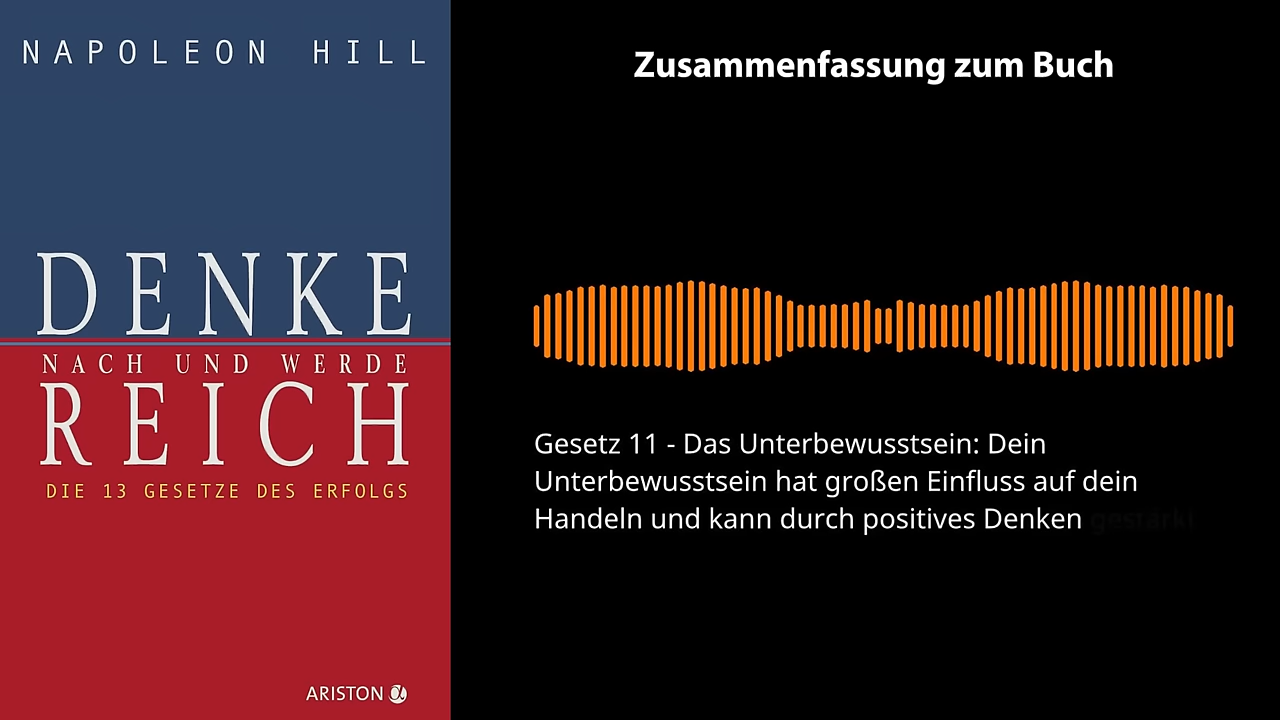 NAPOLEON HILL
DENKE
NACH UND WERDE
REICH
DIE 13 GESETZE DES ERFOLGS
ARISTON
Zusammenfassung zum Buch
Gesetz 11 - Das Unterbewusstsein: Dein
Unterbewusstsein hat großen Einfluss auf dein
Handeln und kann durch positives Denken gestärkt